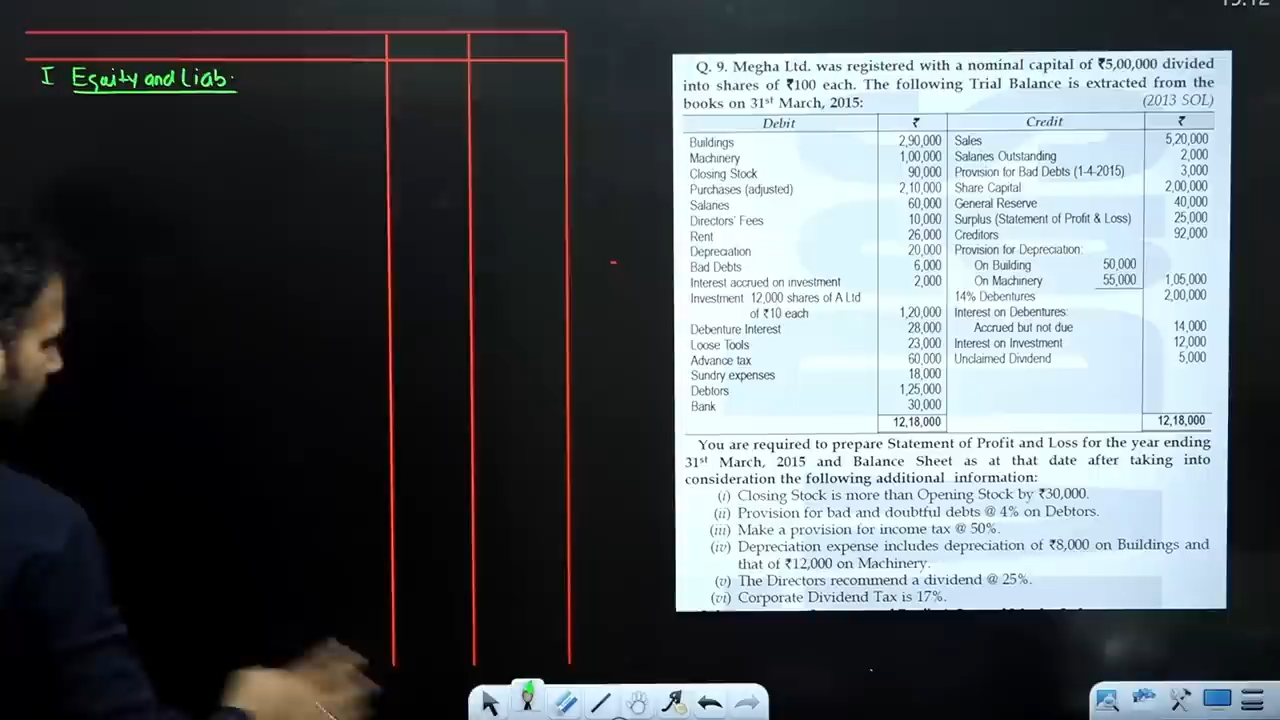 I Equity and Liab.
Q. 9. Megha Ltd. was registered with a nominal capital of ₹5,00,000 divided
into shares of ₹100 each. The following Trial Balance is extracted from the
books on 31st March, 2015: (2013 SOL)
Debit ₹ Credit ₹
Buildings 2,90,000 Sales 5,20,000
Machinery 1,00,000 Salanes Outstanding 2,000
Closing Stock 90,000 Provision for Bad Debts (1-4-2015) 3,000
Purchases (adjusted) 2,10,000 Share Capital 2,00,000
Salanes 60,000 General Reserve 40,000
Directors' Fees 10,000 Surplus (Statement of Profit & Loss) 25,000
Rent 26,000 Creditors 92,000
Depreciation 20,000 Provision for Depreciation:
Bad Debts 6,000 On Building 50,000
Interest accrued on investment 2,000 On Machinery 55,000 1,05,000
Investment 12,000 shares of A Ltd 14% Debentures 2,00,000
of ₹10 each 1,20,000 Interest on Debentures:
Debenture Interest 28,000 Accrued but not due 14,000
Loose Tools 23,000 Interest on Investment 12,000
Advance tax 60,000 Unclaimed Dividend 5,000
Sundry expenses 18,000
Debtors 1,25,000
Bank 30,000
12,18,000 12,18,000
You are required to prepare Statement of Profit and Loss for the year ending
31st March, 2015 and Balance Sheet as at that date after taking into
consideration the following additional information:
(i) Closing Stock is more than Opening Stock by ₹30,000.
(ii) Provision for bad and doubtful debts @ 4% on Debtors.
(iii) Make a provision for income tax @ 50%.
(iv) Depreciation expense includes depreciation of ₹8,000 on Buildings and
that of ₹12,000 on Machinery.
(v) The Directors recommend a dividend @ 25%.
(vi) Corporate Dividend Tax is 17%.